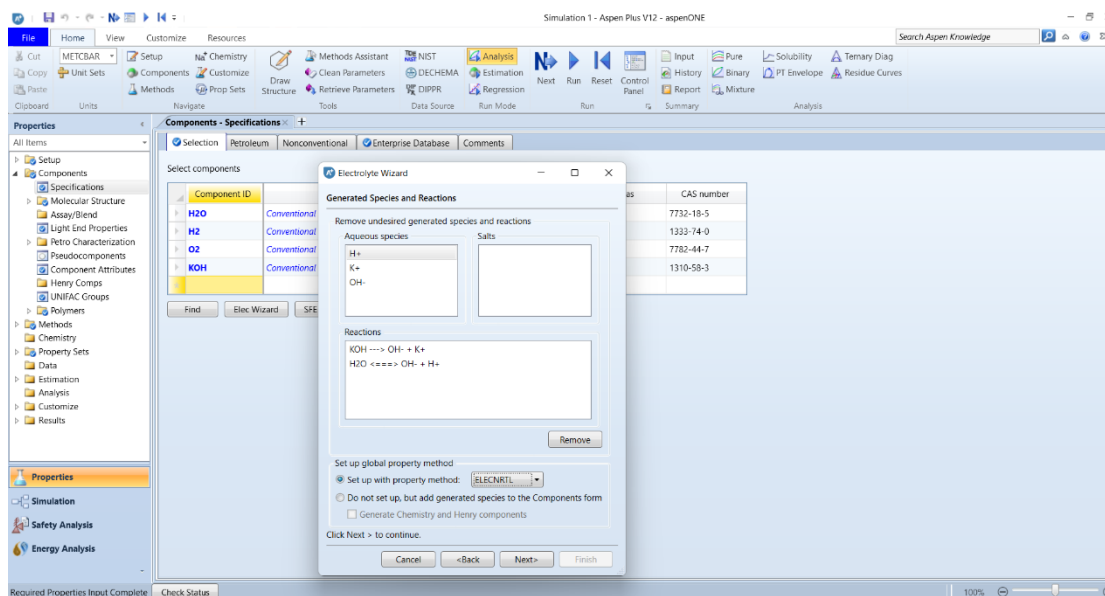 Simulation 1 - Aspen Plus V12 - aspenONE
File Home View Customize Resources Search Aspen Knowledge
Cut METCBAR Setup Na+ Chemistry Methods Assistant NIST Analysis Input Pure Solubility Ternary Diag
Copy Unit Sets Components Customize Clean Parameters DECHEMA Estimation History Binary PT Envelope Residue Curves
Paste Methods Prop Sets Draw Structure Retrieve Parameters DIPPR Regression Next Run Reset Control Panel Report Mixture
Clipboard Units Navigate Tools Data Source Run Mode Run Summary Analysis
Properties
All Items
Setup
Components
Specifications
Molecular Structure
Assay/Blend
Light End Properties
Petro Characterization
Pseudocomponents
Component Attributes
Henry Comps
UNIFAC Groups
Polymers
Methods
Chemistry
Property Sets
Data
Estimation
Analysis
Customize
Results
Properties
Simulation
Safety Analysis
Energy Analysis
Components - Specifications × +
Selection Petroleum Nonconventional Enterprise Database Comments
Select components
Component ID as CAS number
H2O Conventional 7732-18-5
H2 Conventional 1333-74-0
O2 Conventional 7782-44-7
KOH Conventional 1310-58-3
Find Elec Wizard SFE
Electrolyte Wizard
Generated Species and Reactions
Remove undesired generated species and reactions
Aqueous species Salts
H+
K+
OH-
Reactions
KOH ---> OH- + K+
H2O <===> OH- + H+
Remove
Set up global property method
Set up with property method: ELECNRTL
Do not set up, but add generated species to the Components form
Generate Chemistry and Henry components
Click Next > to continue.
Cancel <Back Next> Finish
Required Properties Input Complete Check Status 100%